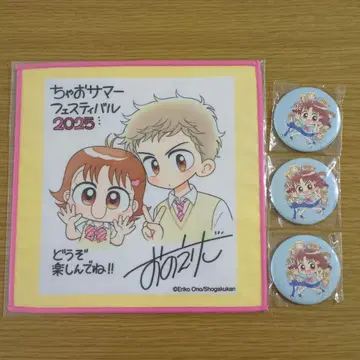 ちゃおサマー
フェスティバル
2025...
どうぞ
楽しんでね!!
おのえりこ
©Eriko Ono/Shogakukan